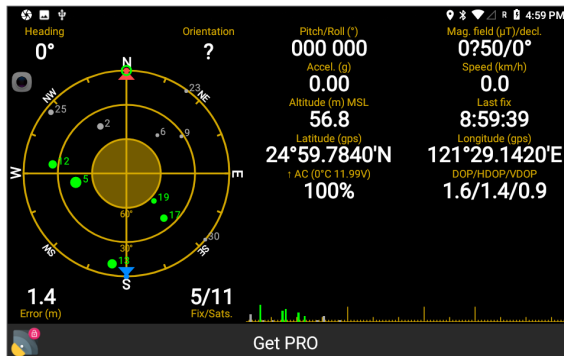 R 4:59 PM
Heading
0°
Orientation
?
Pitch/Roll (°)
000 000
Mag. field (µT)/decl.
0?50/0°
Accel. (g)
0.00
Speed (km/h)
0.0
Altitude (m) MSL
56.8
Last fix
8:59:39
Latitude (gps)
24°59.7840'N
Longitude (gps)
121°29.1420'E
↑ AC (0°C 11.99V)
100%
DOP/HDOP/VDOP
1.6/1.4/0.9
N
NW
NE
23
25
2
6
9
12
W
E
5
19
17
60°
30°
30
13
SW
SE
S
1.4
Error (m)
5/11
Fix/Sats.
Get PRO